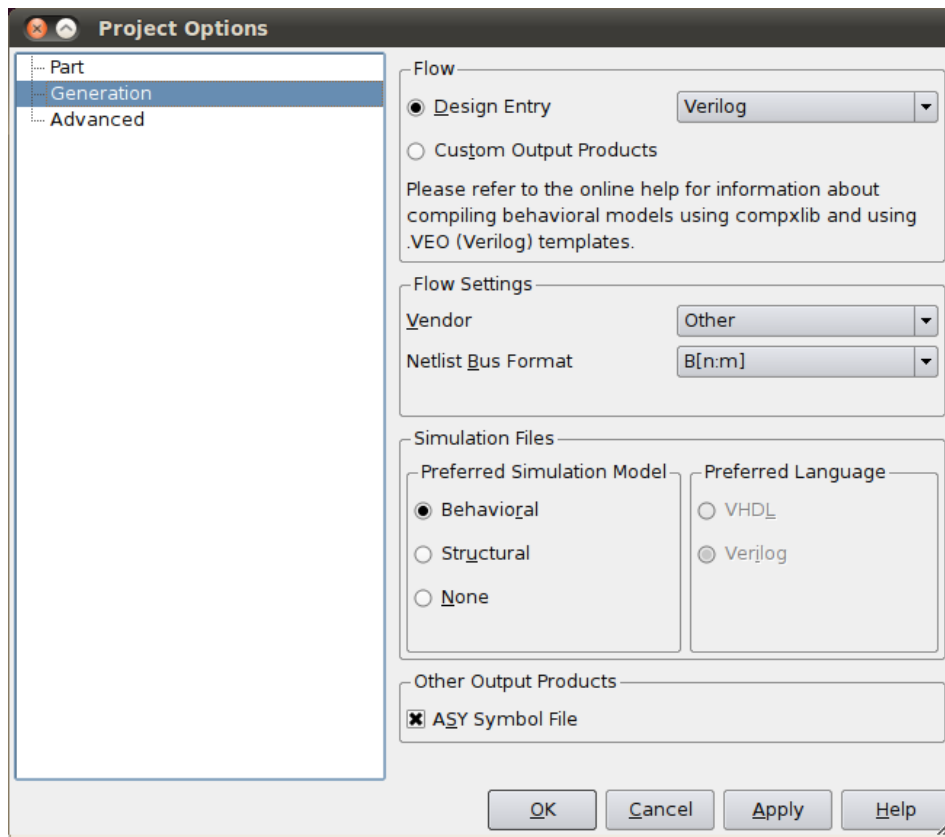 Project Options
Part
Generation
Advanced
Flow
Design Entry
Verilog
Custom Output Products
Please refer to the online help for information about
compiling behavioral models using compxlib and using
.VEO (Verilog) templates.
Flow Settings
Vendor
Other
Netlist Bus Format
B[n:m]
Simulation Files
Preferred Simulation Model
Behavioral
Structural
None
Preferred Language
VHDL
Verilog
Other Output Products
ASY Symbol File
OK
Cancel
Apply
Help